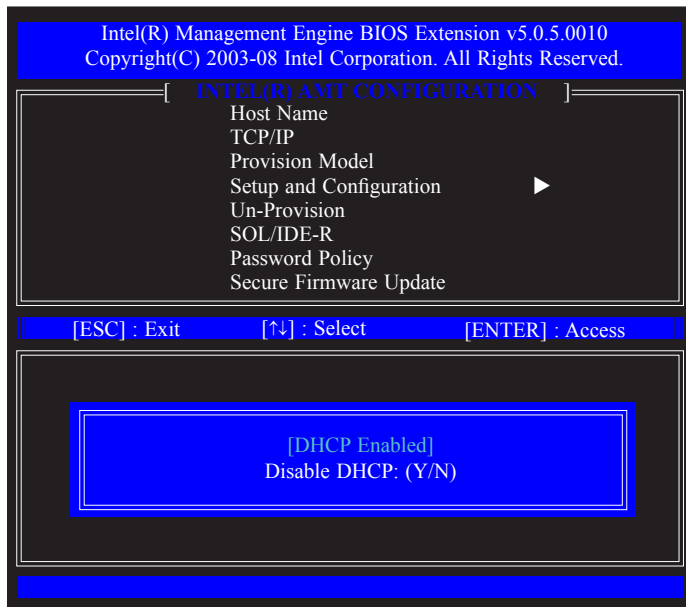 Intel(R) Management Engine BIOS Extension v5.0.5.0010
Copyright(C) 2003-08 Intel Corporation. All Rights Reserved.
[ INTEL(R) AMT CONFIGURATION ]
Host Name
TCP/IP
Provision Model
Setup and Configuration ▶
Un-Provision
SOL/IDE-R
Password Policy
Secure Firmware Update
[ESC] : Exit [↑↓] : Select [ENTER] : Access
[DHCP Enabled]
Disable DHCP: (Y/N)